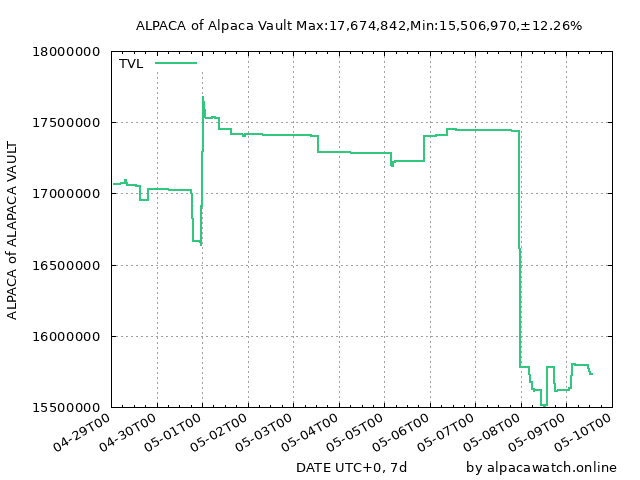 ALPACA of Alpaca Vault Max:17,674,842,Min:15,506,970,±12.26%
18000000
TVL
17500000
17000000
16500000
16000000
15500000
ALPACA of ALAPACA VAULT
04-29T00
04-30T00
05-01T00
05-02T00
05-03T00
05-04T00
05-05T00
05-06T00
05-07T00
05-08T00
05-09T00
05-10T00
DATE UTC+0, 7d
by alpacawatch.online